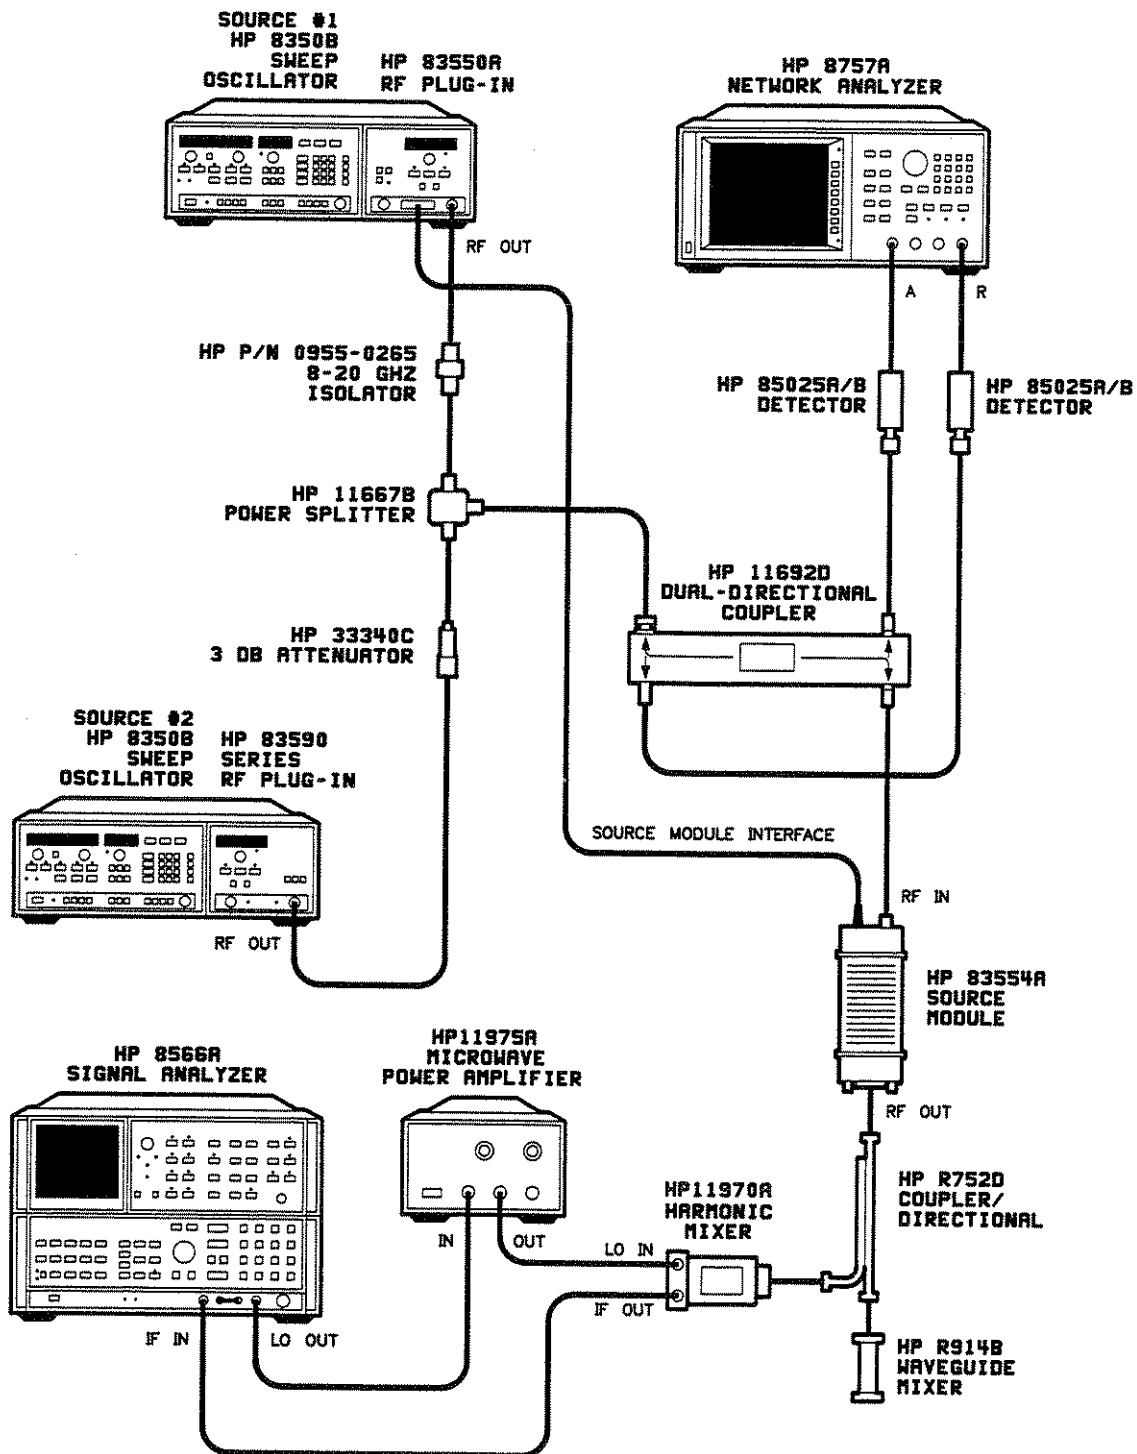 SOURCE #1
HP 8350B
SWEEP
OSCILLATOR
HP 83550A
RF PLUG-IN
HP 8757A
NETWORK ANALYZER
RF OUT
A
R
HP P/N 0955-0265
8-20 GHZ
ISOLATOR
HP 85025A/B
DETECTOR
HP 85025A/B
DETECTOR
HP 11667B
POWER SPLITTER
HP 11692D
DUAL-DIRECTIONAL
COUPLER
HP 33340C
3 DB ATTENUATOR
SOURCE #2
HP 8350B
SWEEP
OSCILLATOR
HP 83590
SERIES
RF PLUG-IN
SOURCE MODULE INTERFACE
RF IN
RF OUT
HP 83554A
SOURCE
MODULE
HP 8566A
SIGNAL ANALYZER
HP11975A
MICROWAVE
POWER AMPLIFIER
RF OUT
HP R752D
COUPLER/
DIRECTIONAL
HP11970A
HARMONIC
MIXER
IN
OUT
LO IN
IF OUT
IF IN
LO OUT
HP R914B
WAVEGUIDE
MIXER